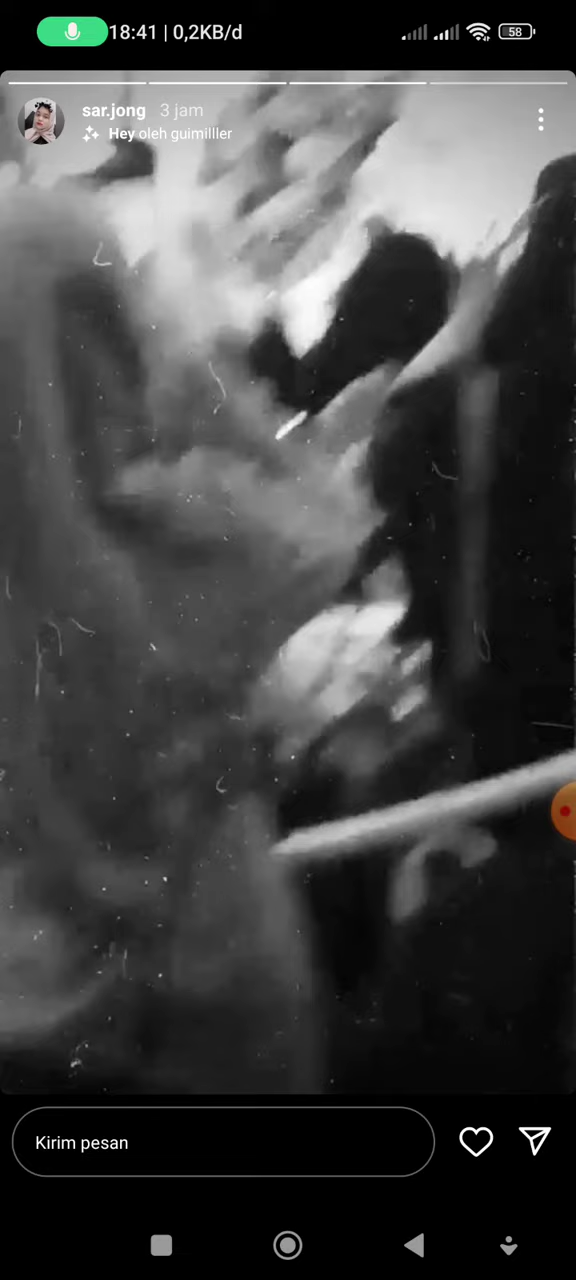 18:41 | 0,2KB/d
58
sar.jong 3 jam
Hey oleh guimilller
Kirim pesan